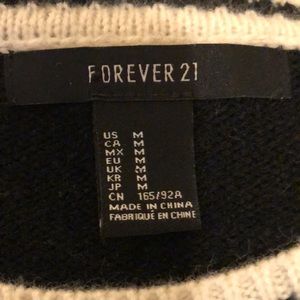 FOREVER 21
US M
CA M
MX M
EU M
UK M
KR M
JP M
CN 165/92A
MADE IN CHINA
FABRIQUÉ EN CHINE